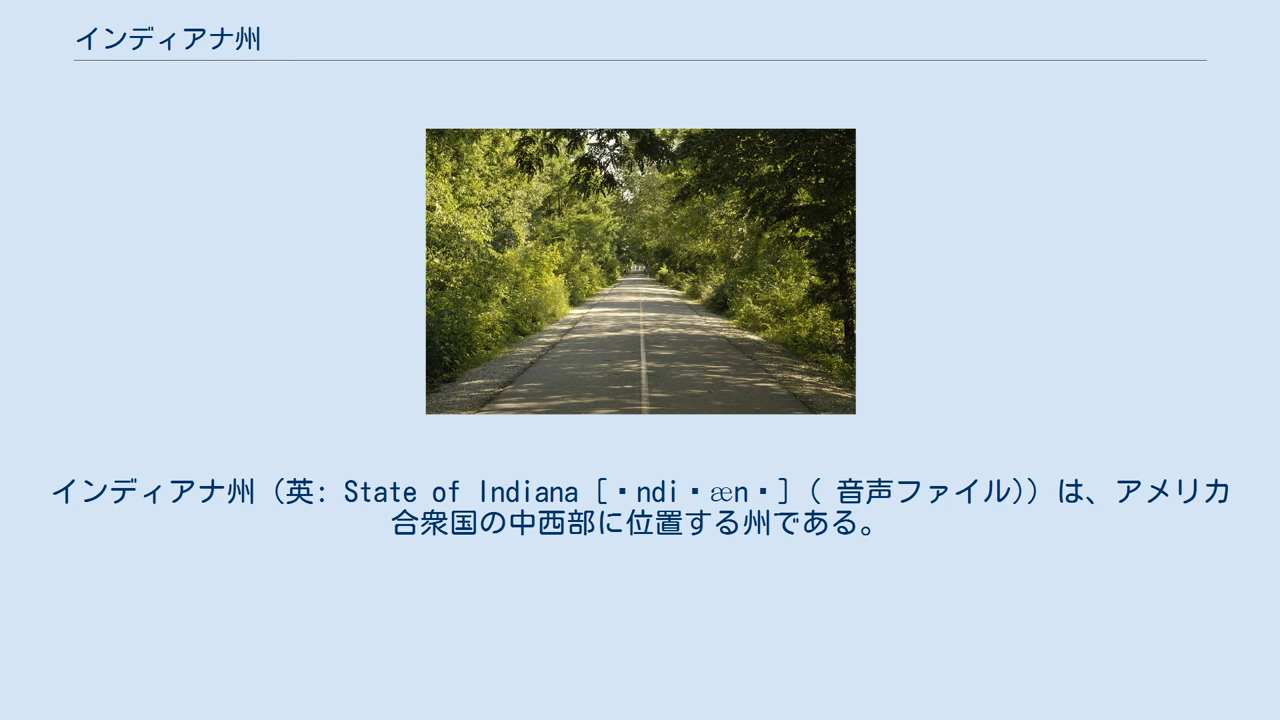 インディアナ州
インディアナ州（英: State of Indiana [▪ndi▪æn▪]（ 音声ファイル)）は、アメリカ
合衆国の中西部に位置する州である。